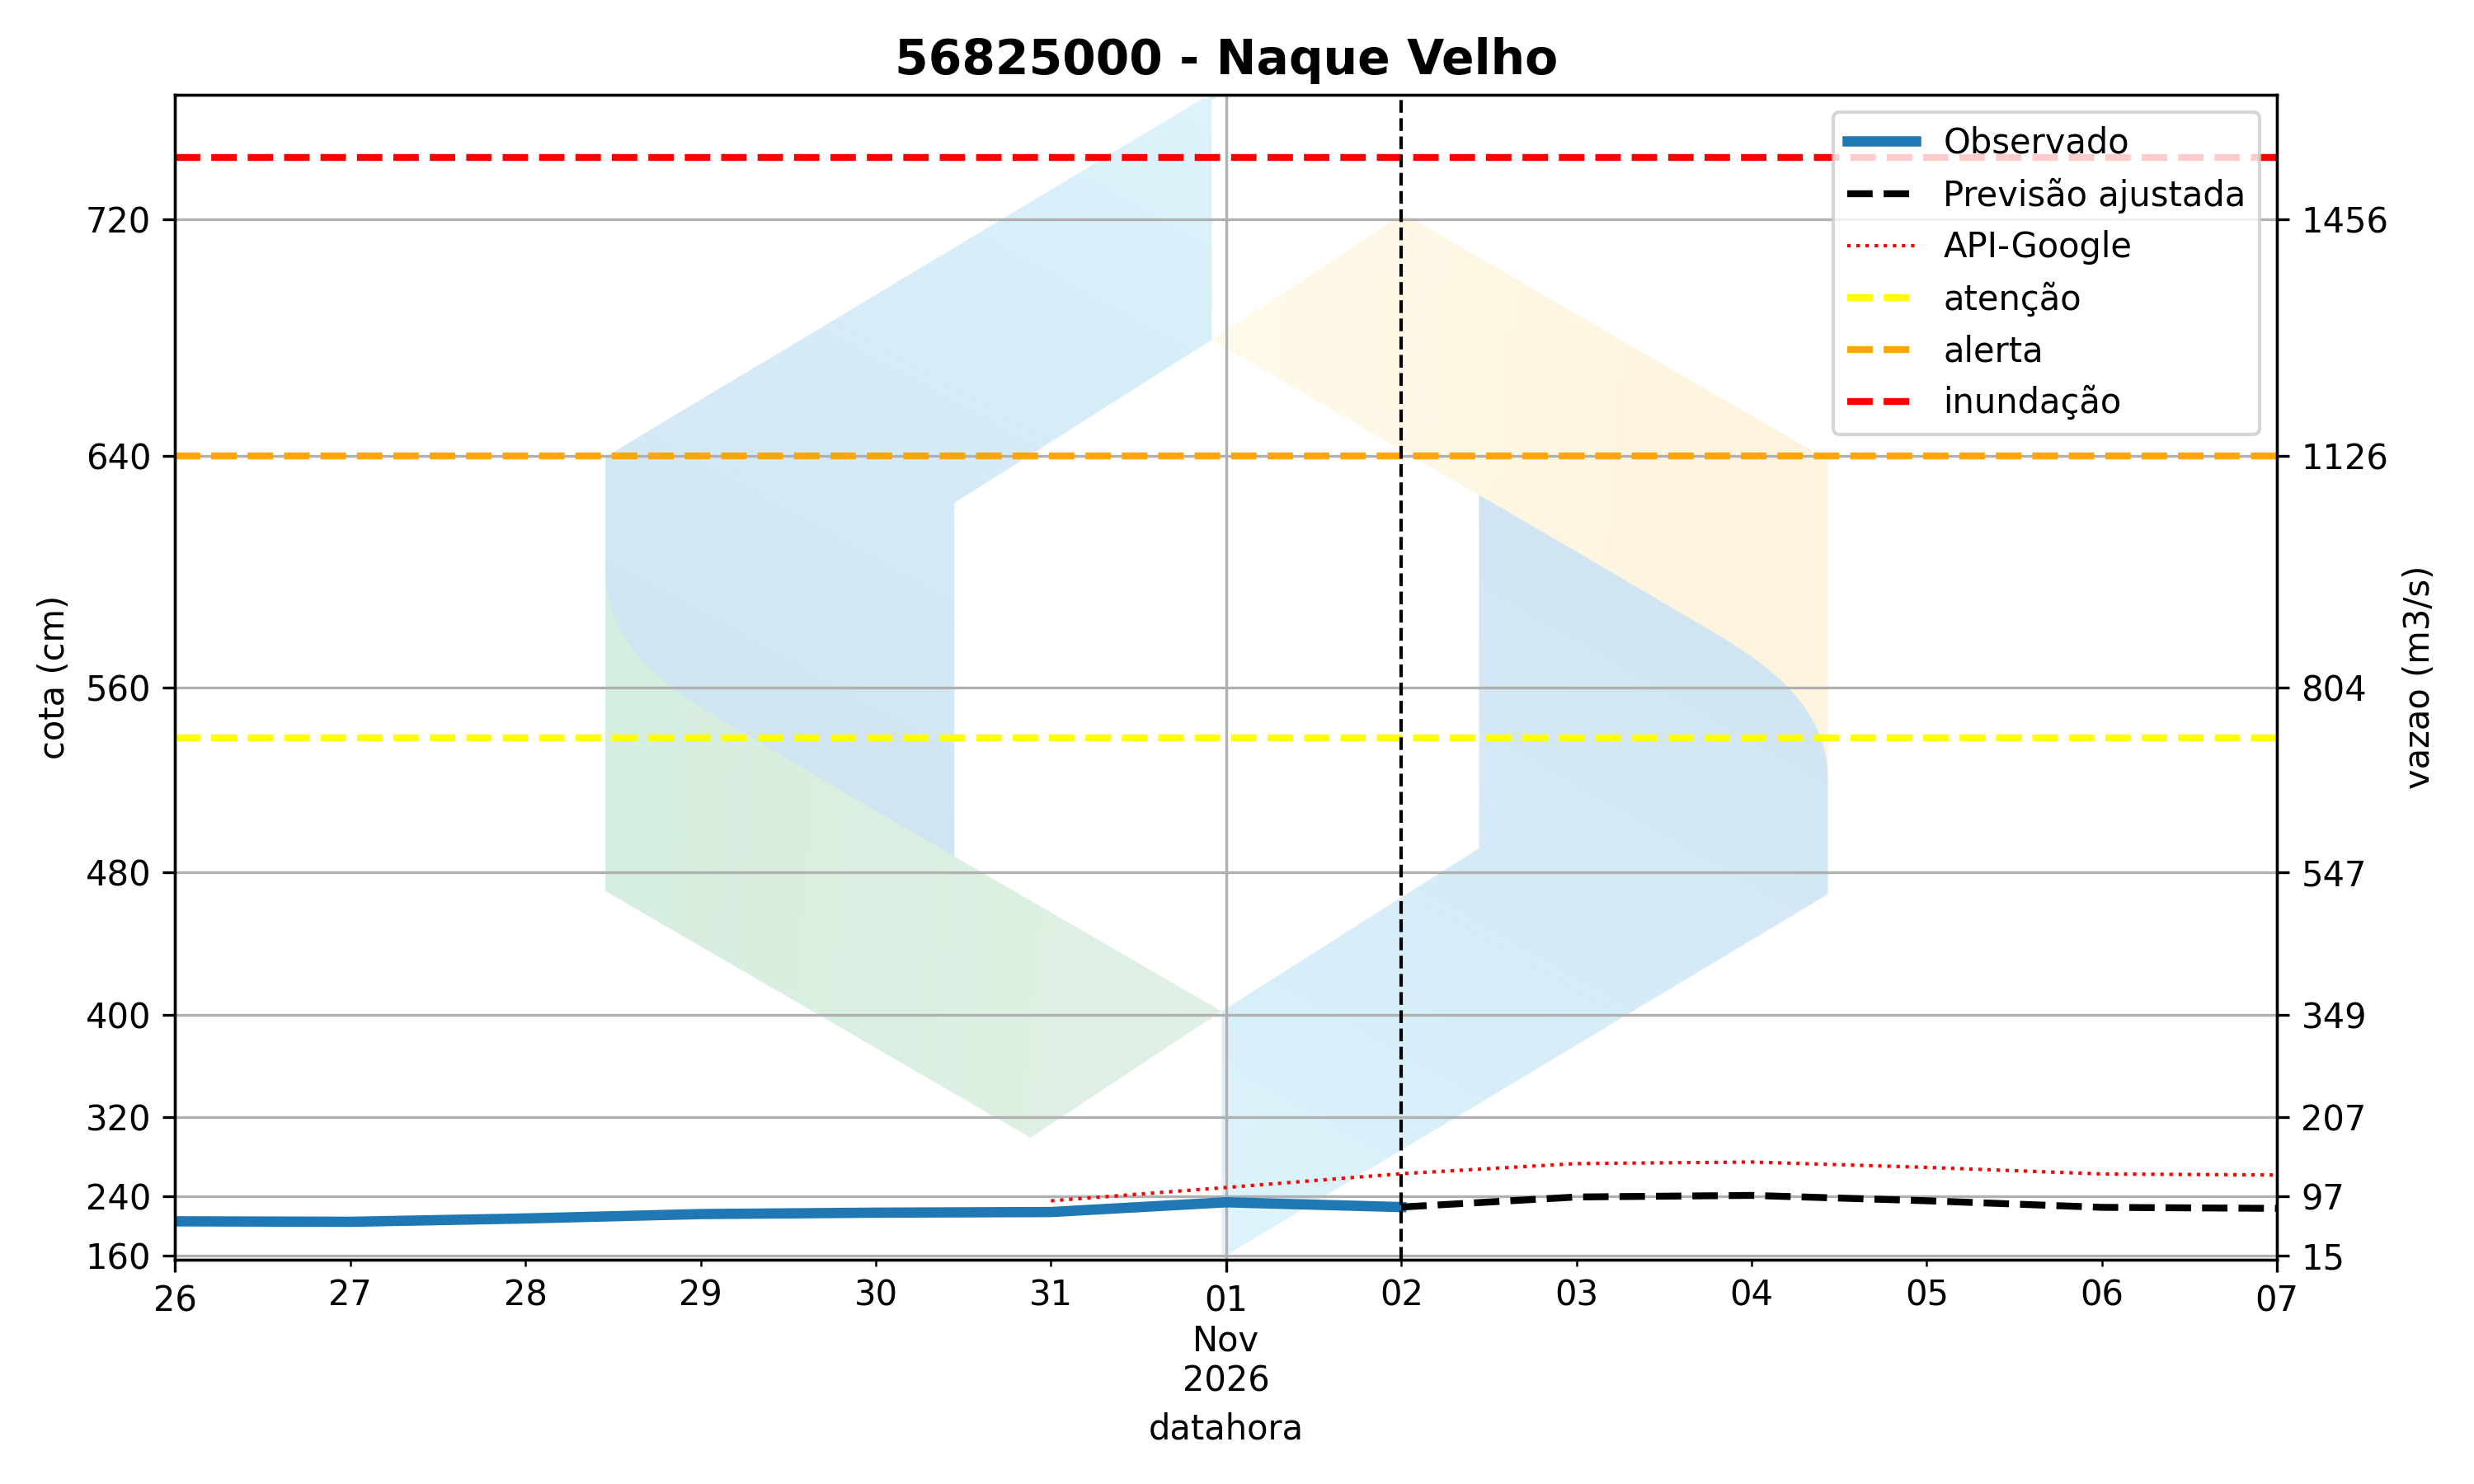 56825000 - Naque Velho
Observado
Previsão ajustada
API-Google
atenção
alerta
inundação
720
640
560
480
400
320
240
160
cota (cm)
1456
1126
804
547
349
207
97
15
vazao (m3/s)
26 27 28 29 30 31 01 02 03 04 05 06 07
Nov
2026
datahora